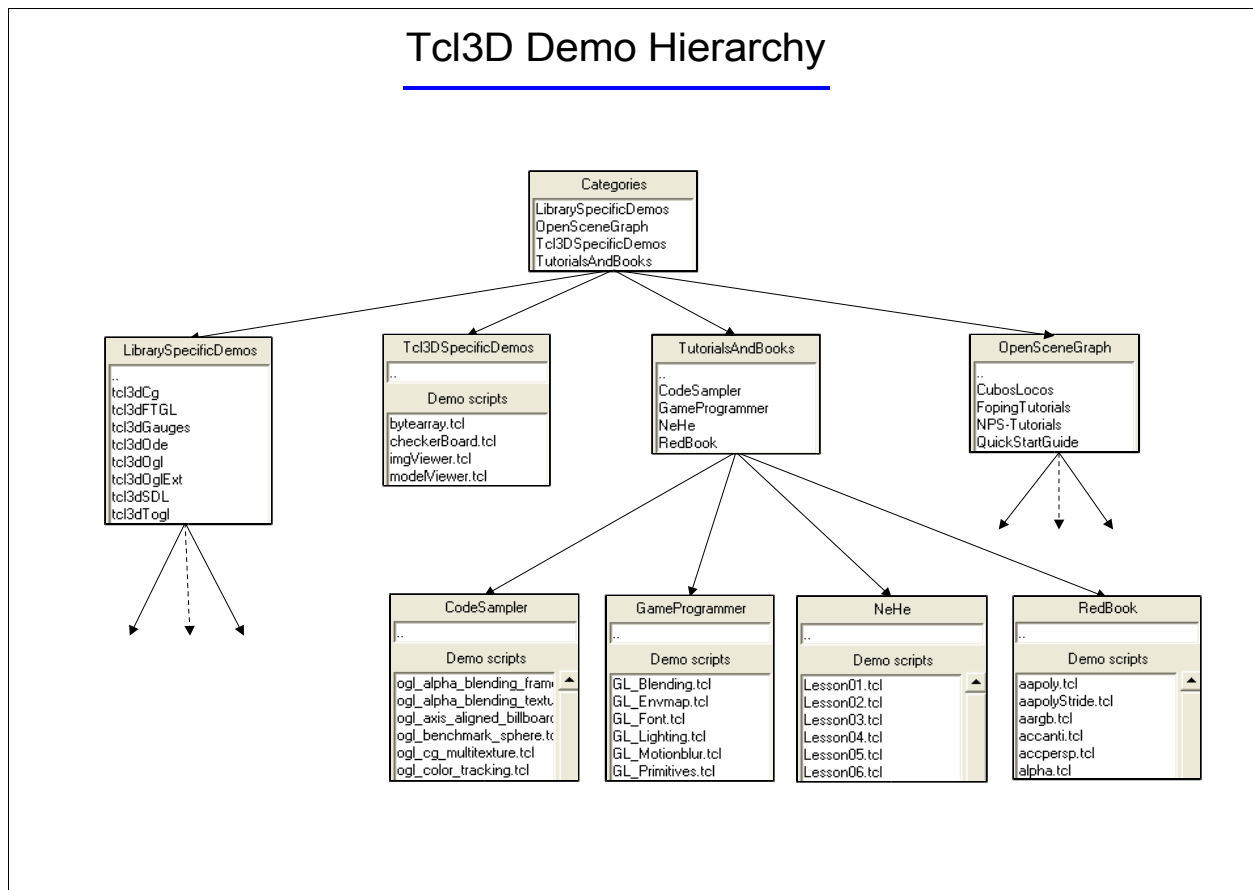 Tcl3D Demo Hierarchy
Categories
LibrarySpecificDemos
OpenSceneGraph
Tcl3DSpecificDemos
TutorialsAndBooks
LibrarySpecificDemos
..
tcl3dCg
tcl3dFTGL
tcl3dGauges
tcl3dOde
tcl3dOgl
tcl3dOglExt
tcl3dSDL
tcl3dTogl
Tcl3DSpecificDemos
..
Demo scripts
bytearray.tcl
checkerBoard.tcl
imgViewer.tcl
modelViewer.tcl
TutorialsAndBooks
..
CodeSampler
GameProgrammer
NeHe
RedBook
OpenSceneGraph
..
CubosLocos
FopingTutorials
NPS-Tutorials
QuickStartGuide
CodeSampler
..
Demo scripts
ogl_alpha_blending_frame
ogl_alpha_blending_textu
ogl_axis_aligned_billboard
ogl_benchmark_sphere.tc
ogl_cg_multitexture.tcl
ogl_color_tracking.tcl
GameProgrammer
..
Demo scripts
GL_Blending.tcl
GL_Envmap.tcl
GL_Font.tcl
GL_Lighting.tcl
GL_Motionblur.tcl
GL_Primitives.tcl
NeHe
..
Demo scripts
Lesson01.tcl
Lesson02.tcl
Lesson03.tcl
Lesson04.tcl
Lesson05.tcl
Lesson06.tcl
RedBook
..
Demo scripts
aapoly.tcl
aapolyStride.tcl
aargb.tcl
accanti.tcl
accpersp.tcl
alpha.tcl